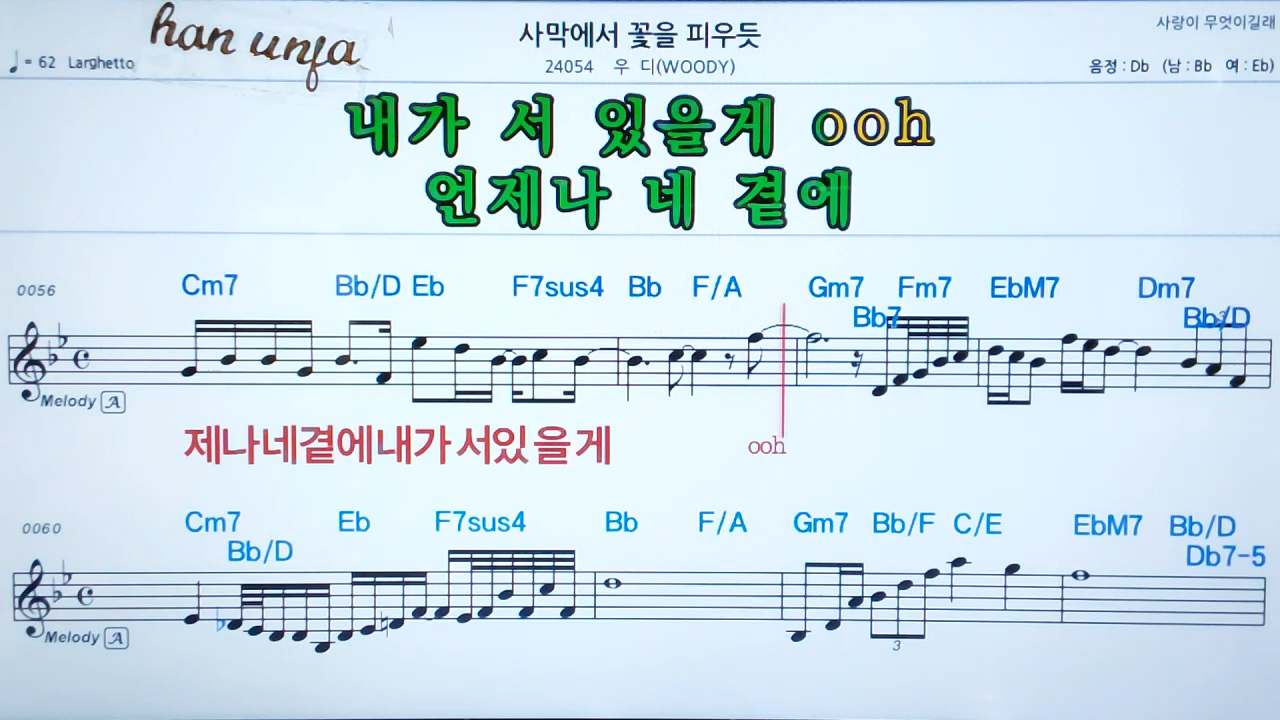 han unja
사막에서 꽃을 피우듯
사랑이 무엇이길래
♩= 62 Larghetto
24054 우 디(WOODY)
음정 : Db (남 : Bb 여 : Eb)
내가 서 있을게 ooh
언제나 네 곁에
0056
Cm7 Bb/D Eb F7sus4 Bb F/A Gm7 Fm7 EbM7 Dm7
Bb7 Bb/D
Melody A
제나네곁에내가서있을게 ooh
0060
Cm7 Eb F7sus4 Bb F/A Gm7 Bb/F C/E EbM7 Bb/D
Bb/D Db7-5
Melody A
3